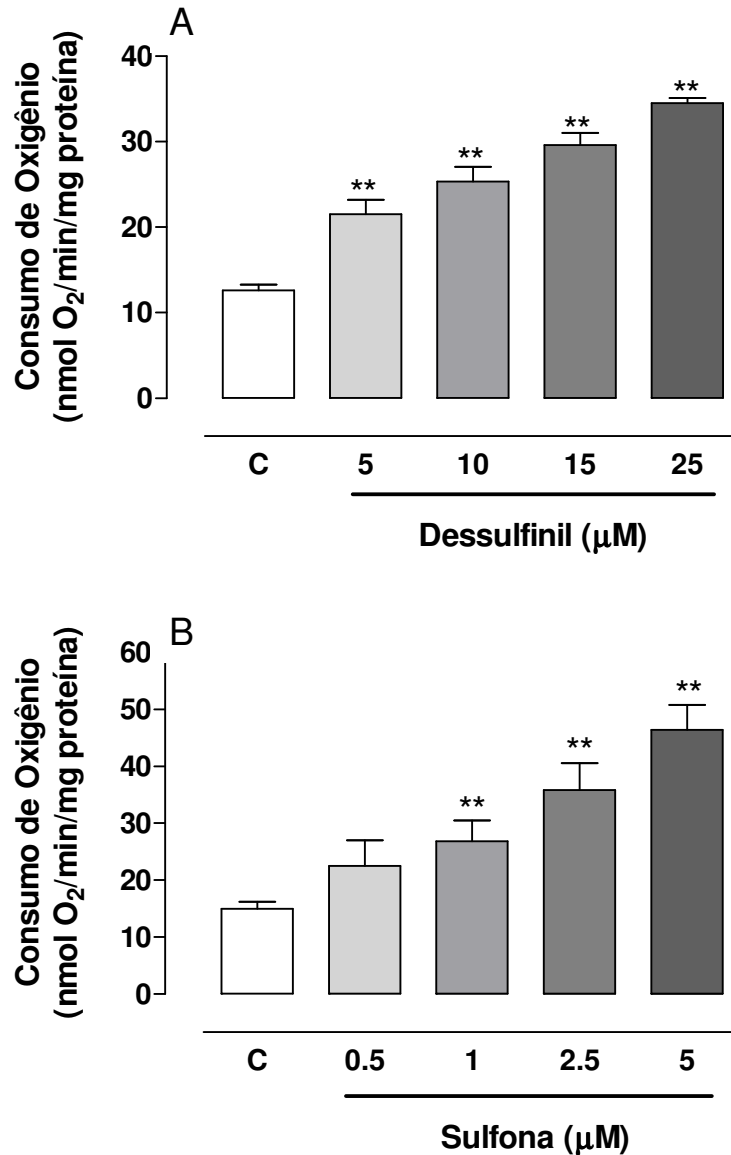 A
Consumo de Oxigênio
(nmol O₂/min/mg proteína)
40
30
20
10
0
**
**
**
**
C 5 10 15 25
Dessulfinil (μM)
B
Consumo de Oxigênio
(nmol O₂/min/mg proteína)
60
50
40
30
20
10
0
**
**
**
C 0.5 1 2.5 5
Sulfona (μM)